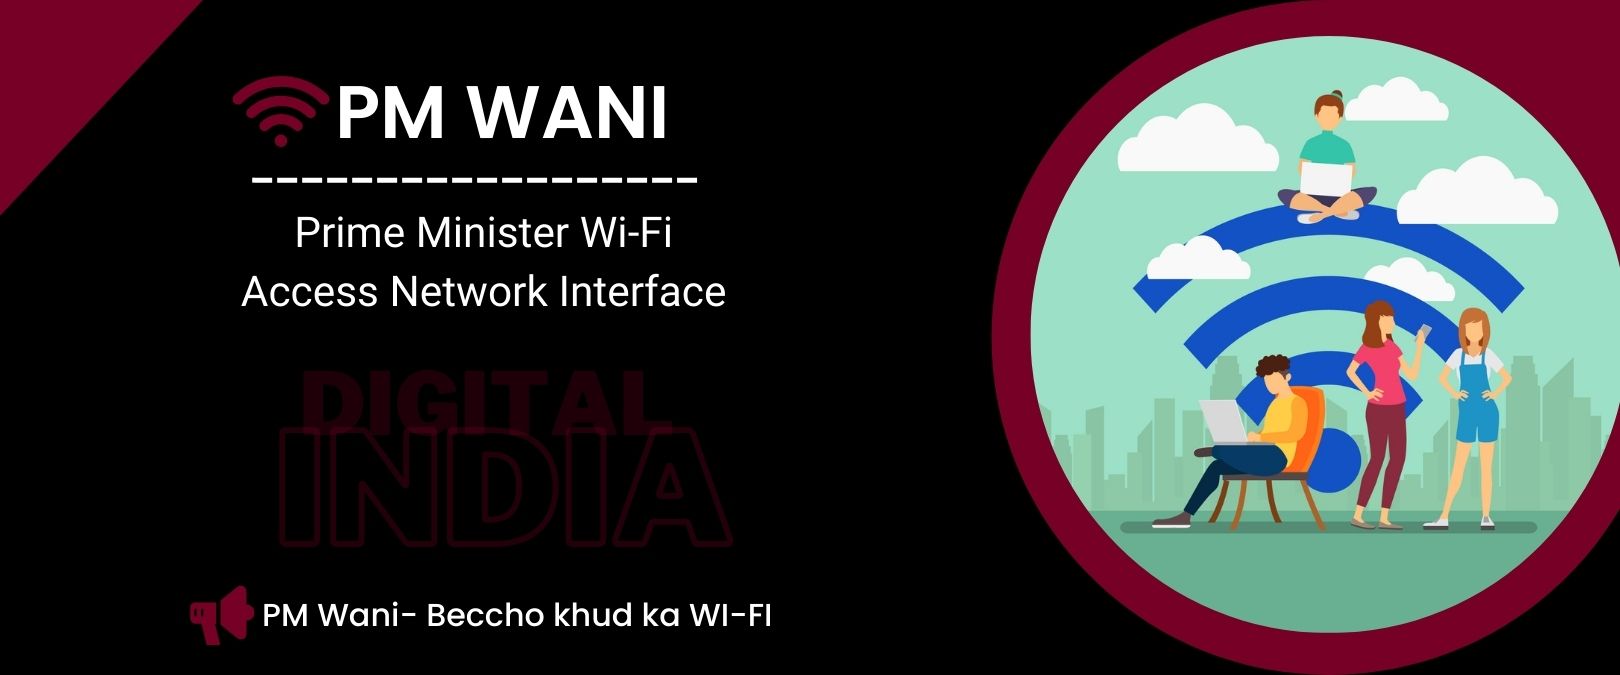 PM WANI
Prime Minister Wi-Fi
Access Network Interface
DIGITAL
INDIA
PM Wani- Beccho khud ka WI-FI